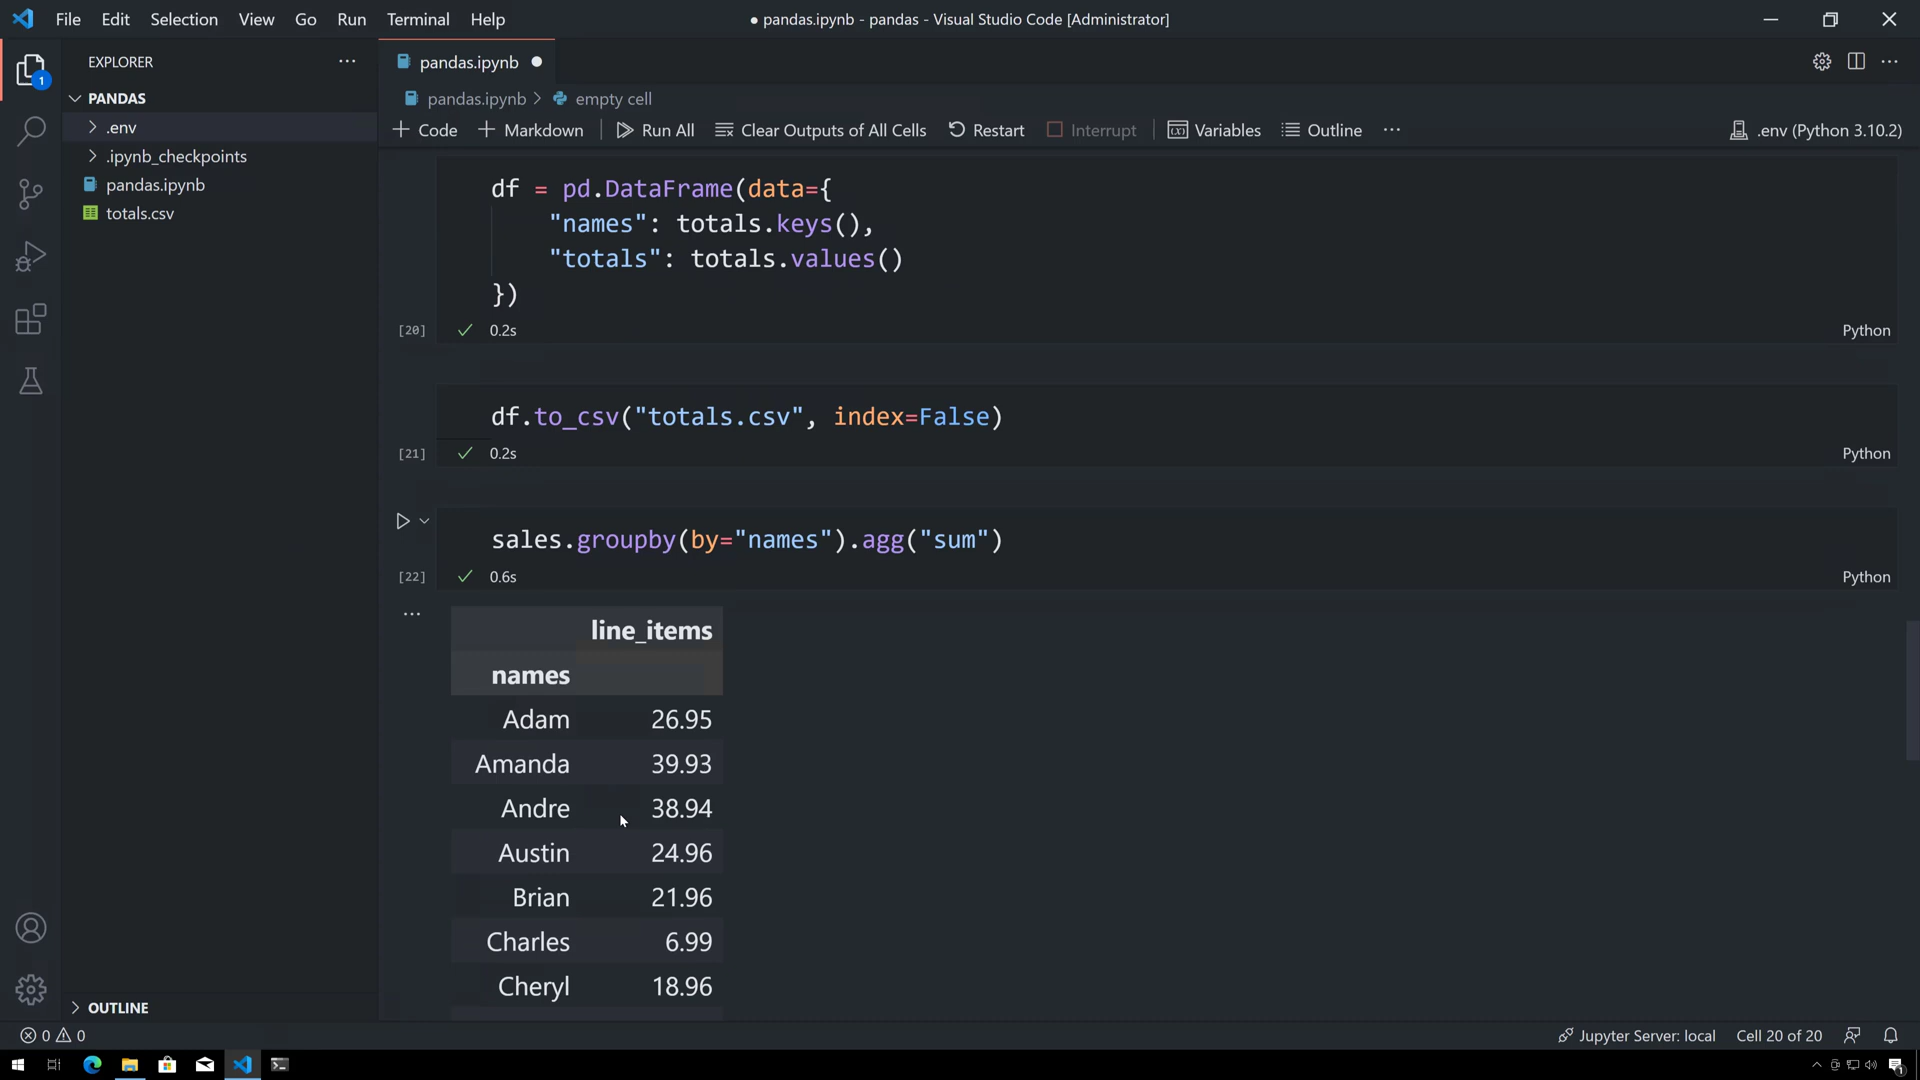 File Edit Selection View Go Run Terminal Help
● pandas.ipynb - pandas - Visual Studio Code [Administrator]
EXPLORER
1
PANDAS
.env
.ipynb_checkpoints
pandas.ipynb
totals.csv
OUTLINE
pandas.ipynb
pandas.ipynb > empty cell
+ Code + Markdown Run All Clear Outputs of All Cells Restart Interrupt Variables Outline ...
.env (Python 3.10.2)
df = pd.DataFrame(data={
"names": totals.keys(),
"totals": totals.values()
})
[20] ✓ 0.2s Python
df.to_csv("totals.csv", index=False)
[21] ✓ 0.2s Python
sales.groupby(by="names").agg("sum")
[22] ✓ 0.6s Python
line_items
names
Adam 26.95
Amanda 39.93
Andre 38.94
Austin 24.96
Brian 21.96
Charles 6.99
Cheryl 18.96
0 0 Jupyter Server: local Cell 20 of 20
1